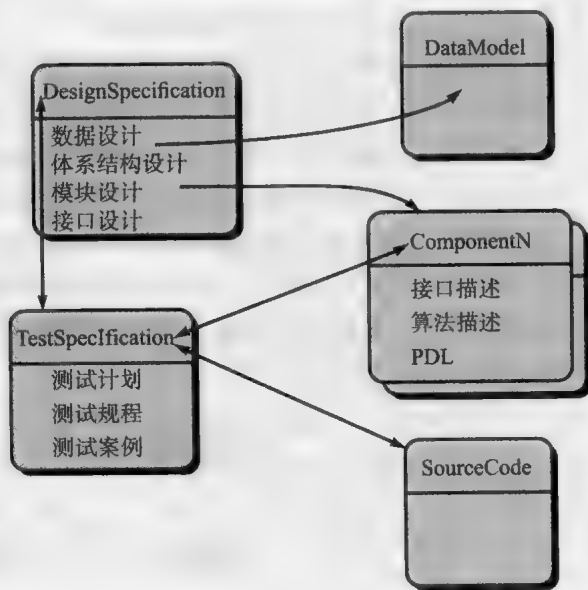 DataModel
DesignSpecification
数据设计
体系结构设计
模块设计
接口设计
ComponentN
接口描述
算法描述
PDL
TestSpecIfication
测试计划
测试规程
测试案例
SourceCode